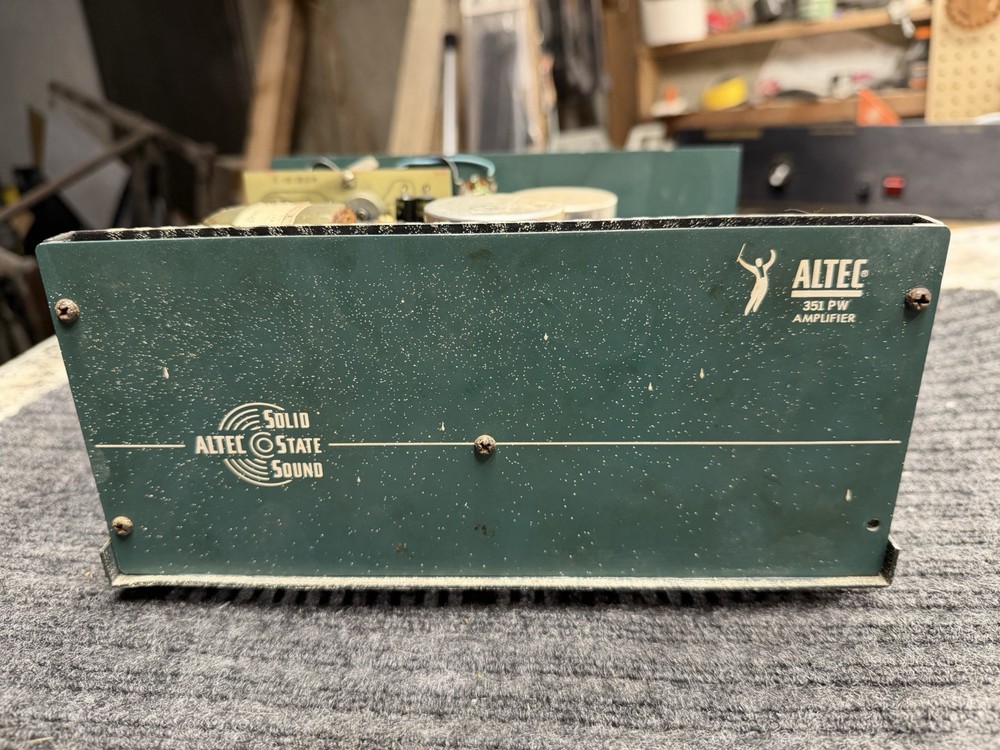 ALTEC®
351 PW
AMPLIFIER
SOLID
ALTEC STATE
SOUND